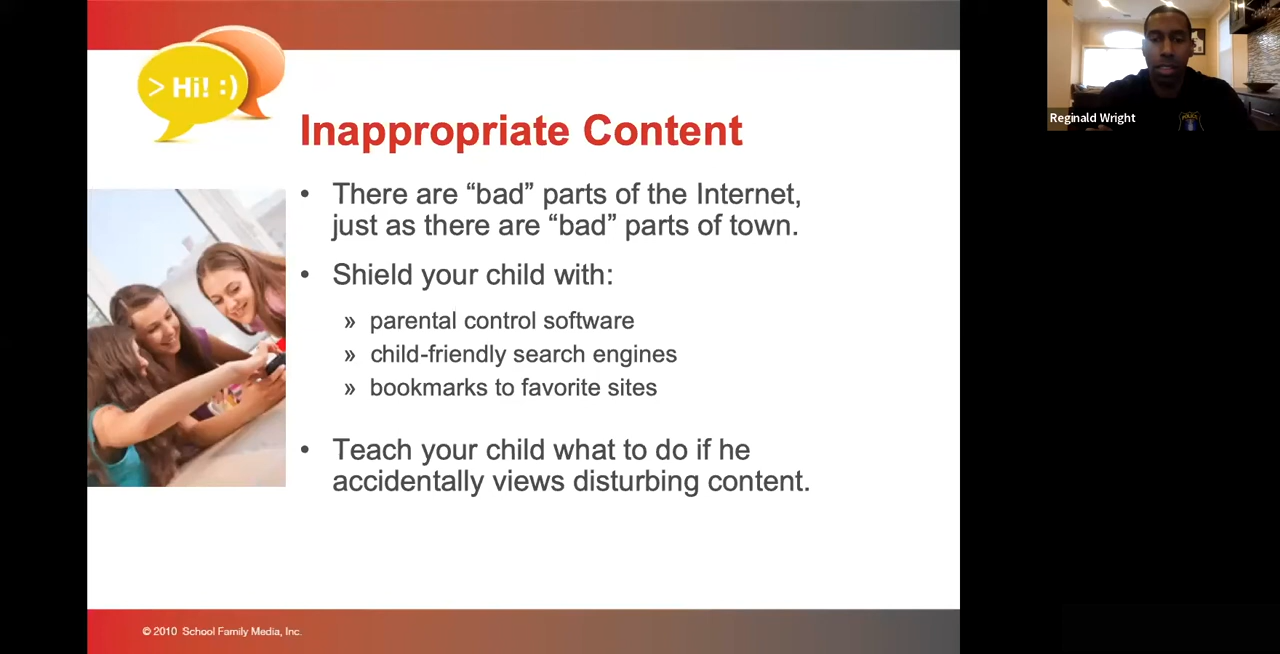 > Hi! :)
Inappropriate Content
• There are “bad” parts of the Internet,
just as there are “bad” parts of town.
• Shield your child with:
» parental control software
» child-friendly search engines
» bookmarks to favorite sites
• Teach your child what to do if he
accidentally views disturbing content.
© 2010 School Family Media, Inc.
Reginald Wright
POLICE